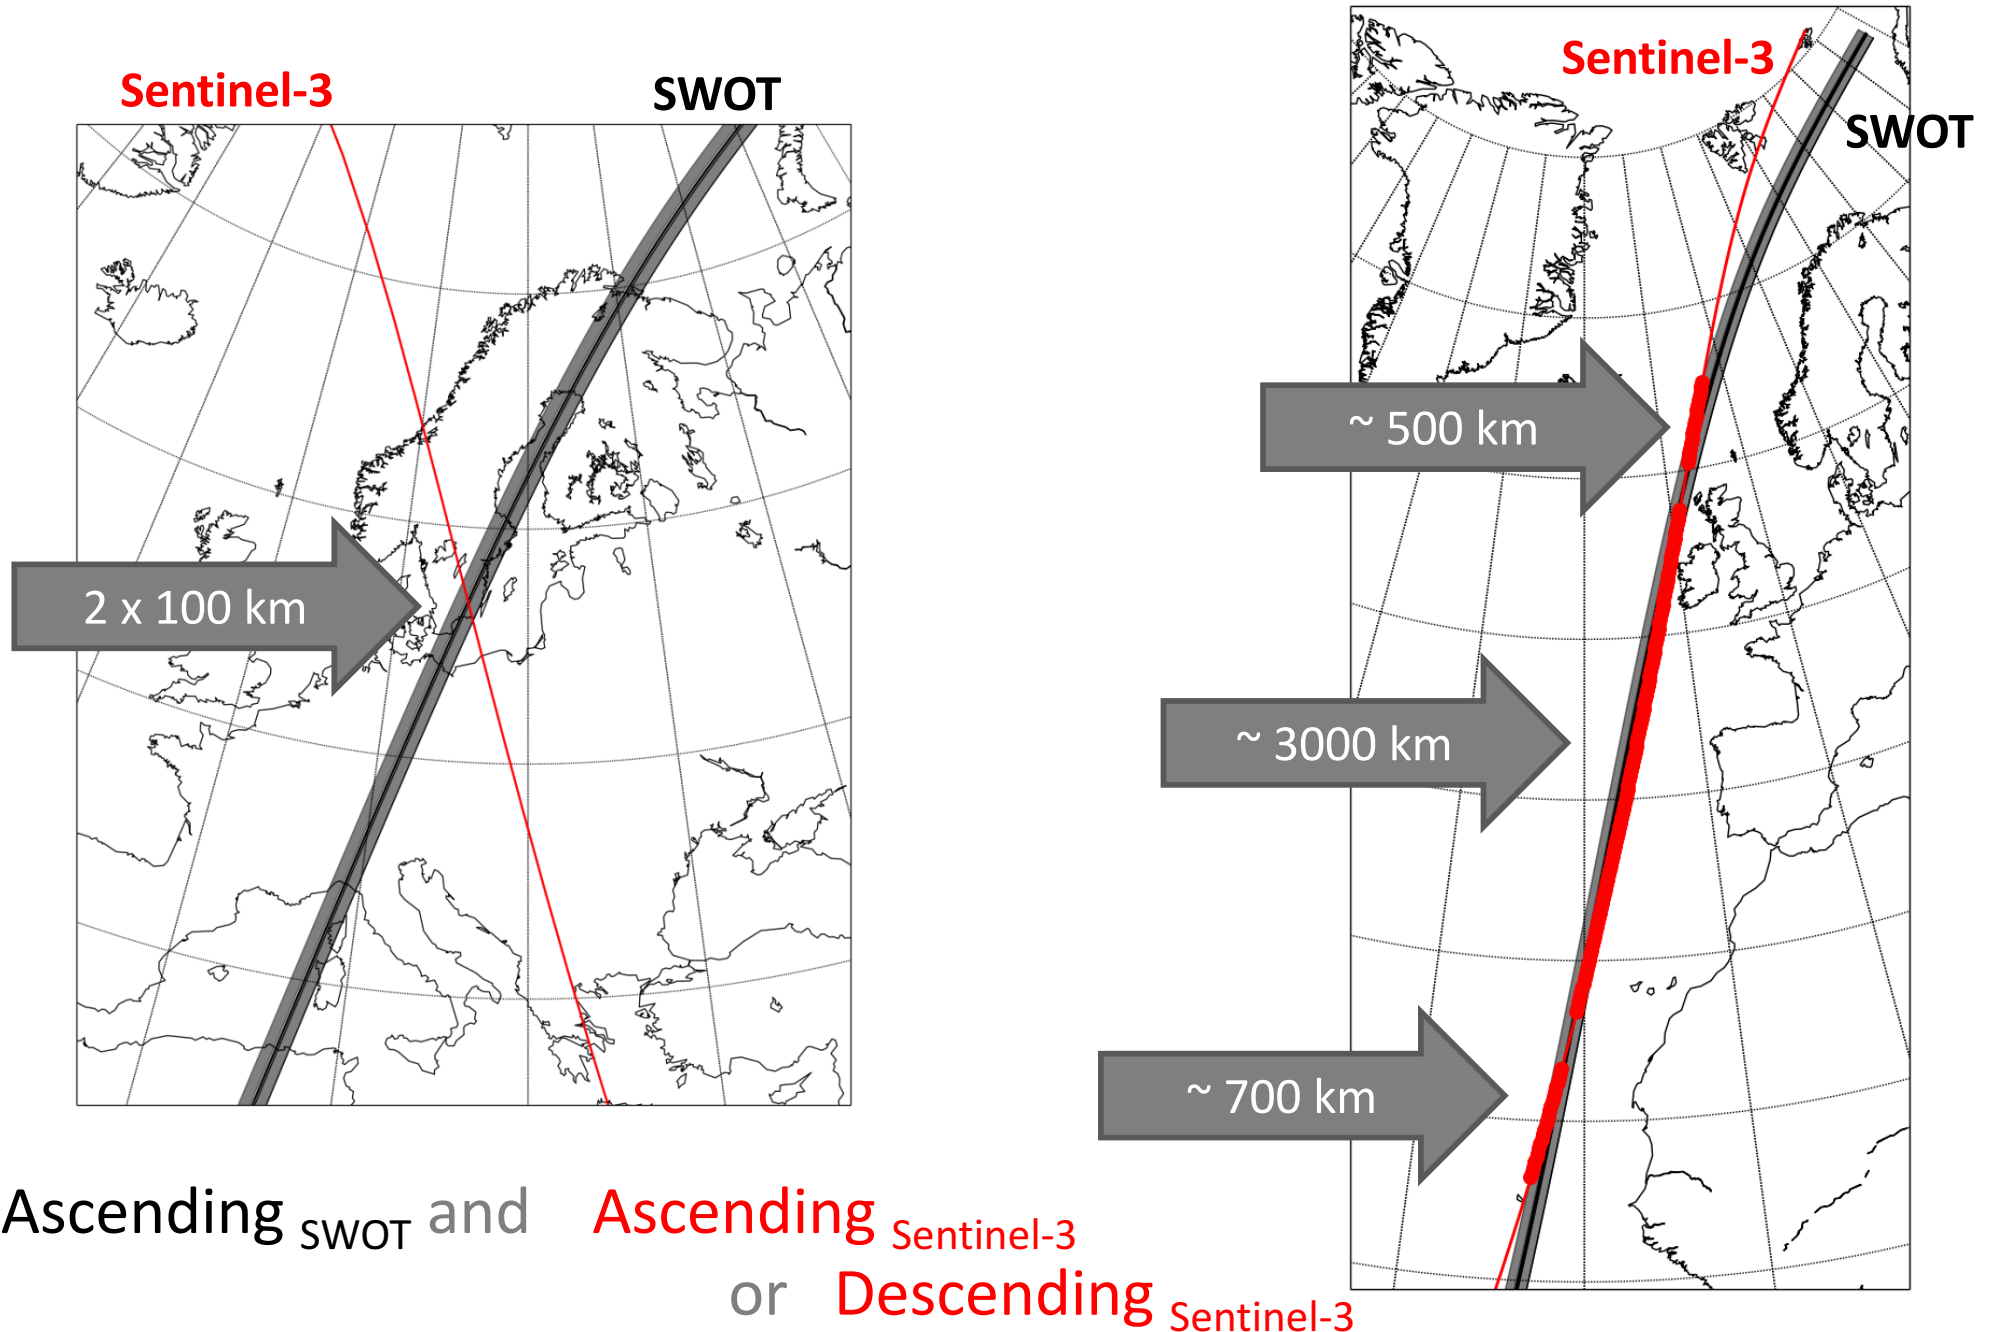 Sentinel-3
SWOT
2 x 100 km
Sentinel-3
SWOT
~ 500 km
~ 3000 km
~ 700 km
Ascending SWOT and Ascending Sentinel-3
or Descending Sentinel-3